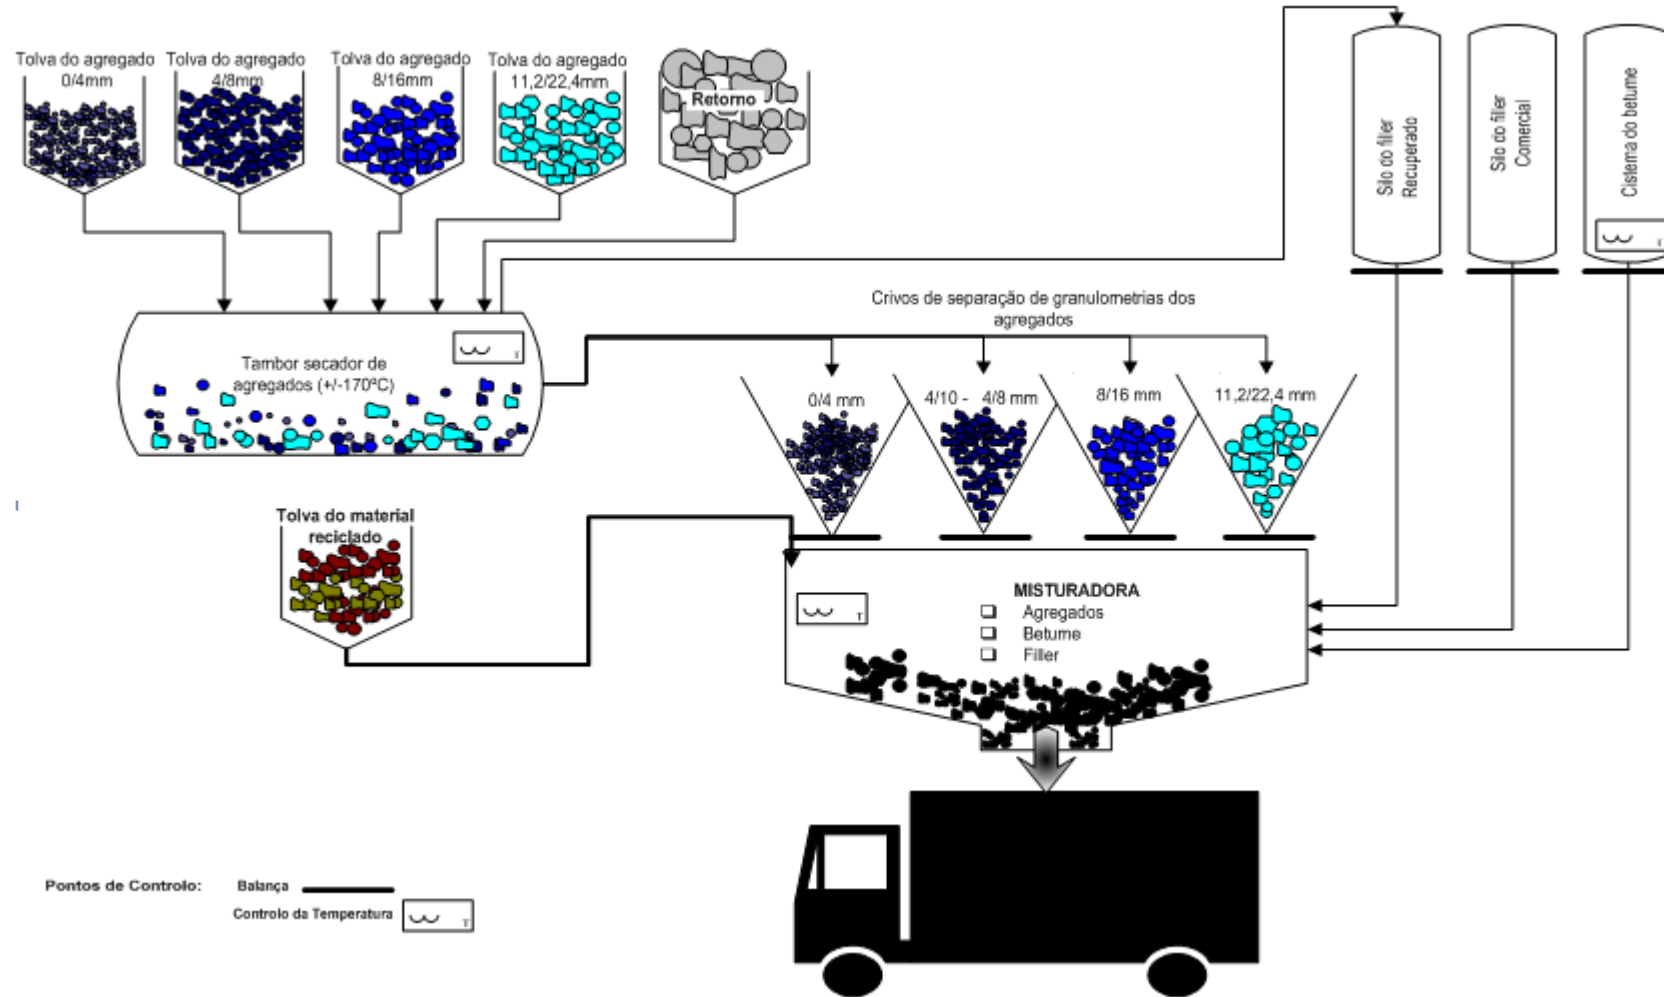 Tolva do agregado
0/4mm
Tolva do agregado
4/8mm
Tolva do agregado
8/16mm
Tolva do agregado
11,2/22,4mm
Retorno
Silo do filler
Recuperado
Silo do filler
Comercial
Cisterna do betume
T
Crivos de separação de granulometrias dos
agregados
T
Tambor secador de
agregados (+/-170ºC)
0/4 mm
4/10 - 4/8 mm
8/16 mm
11,2/22,4 mm
Tolva do material
reciclado
MISTURADORA
Agregados
Betume
Filler
T
Pontos de Controlo:
Balança
Controlo da Temperatura
T